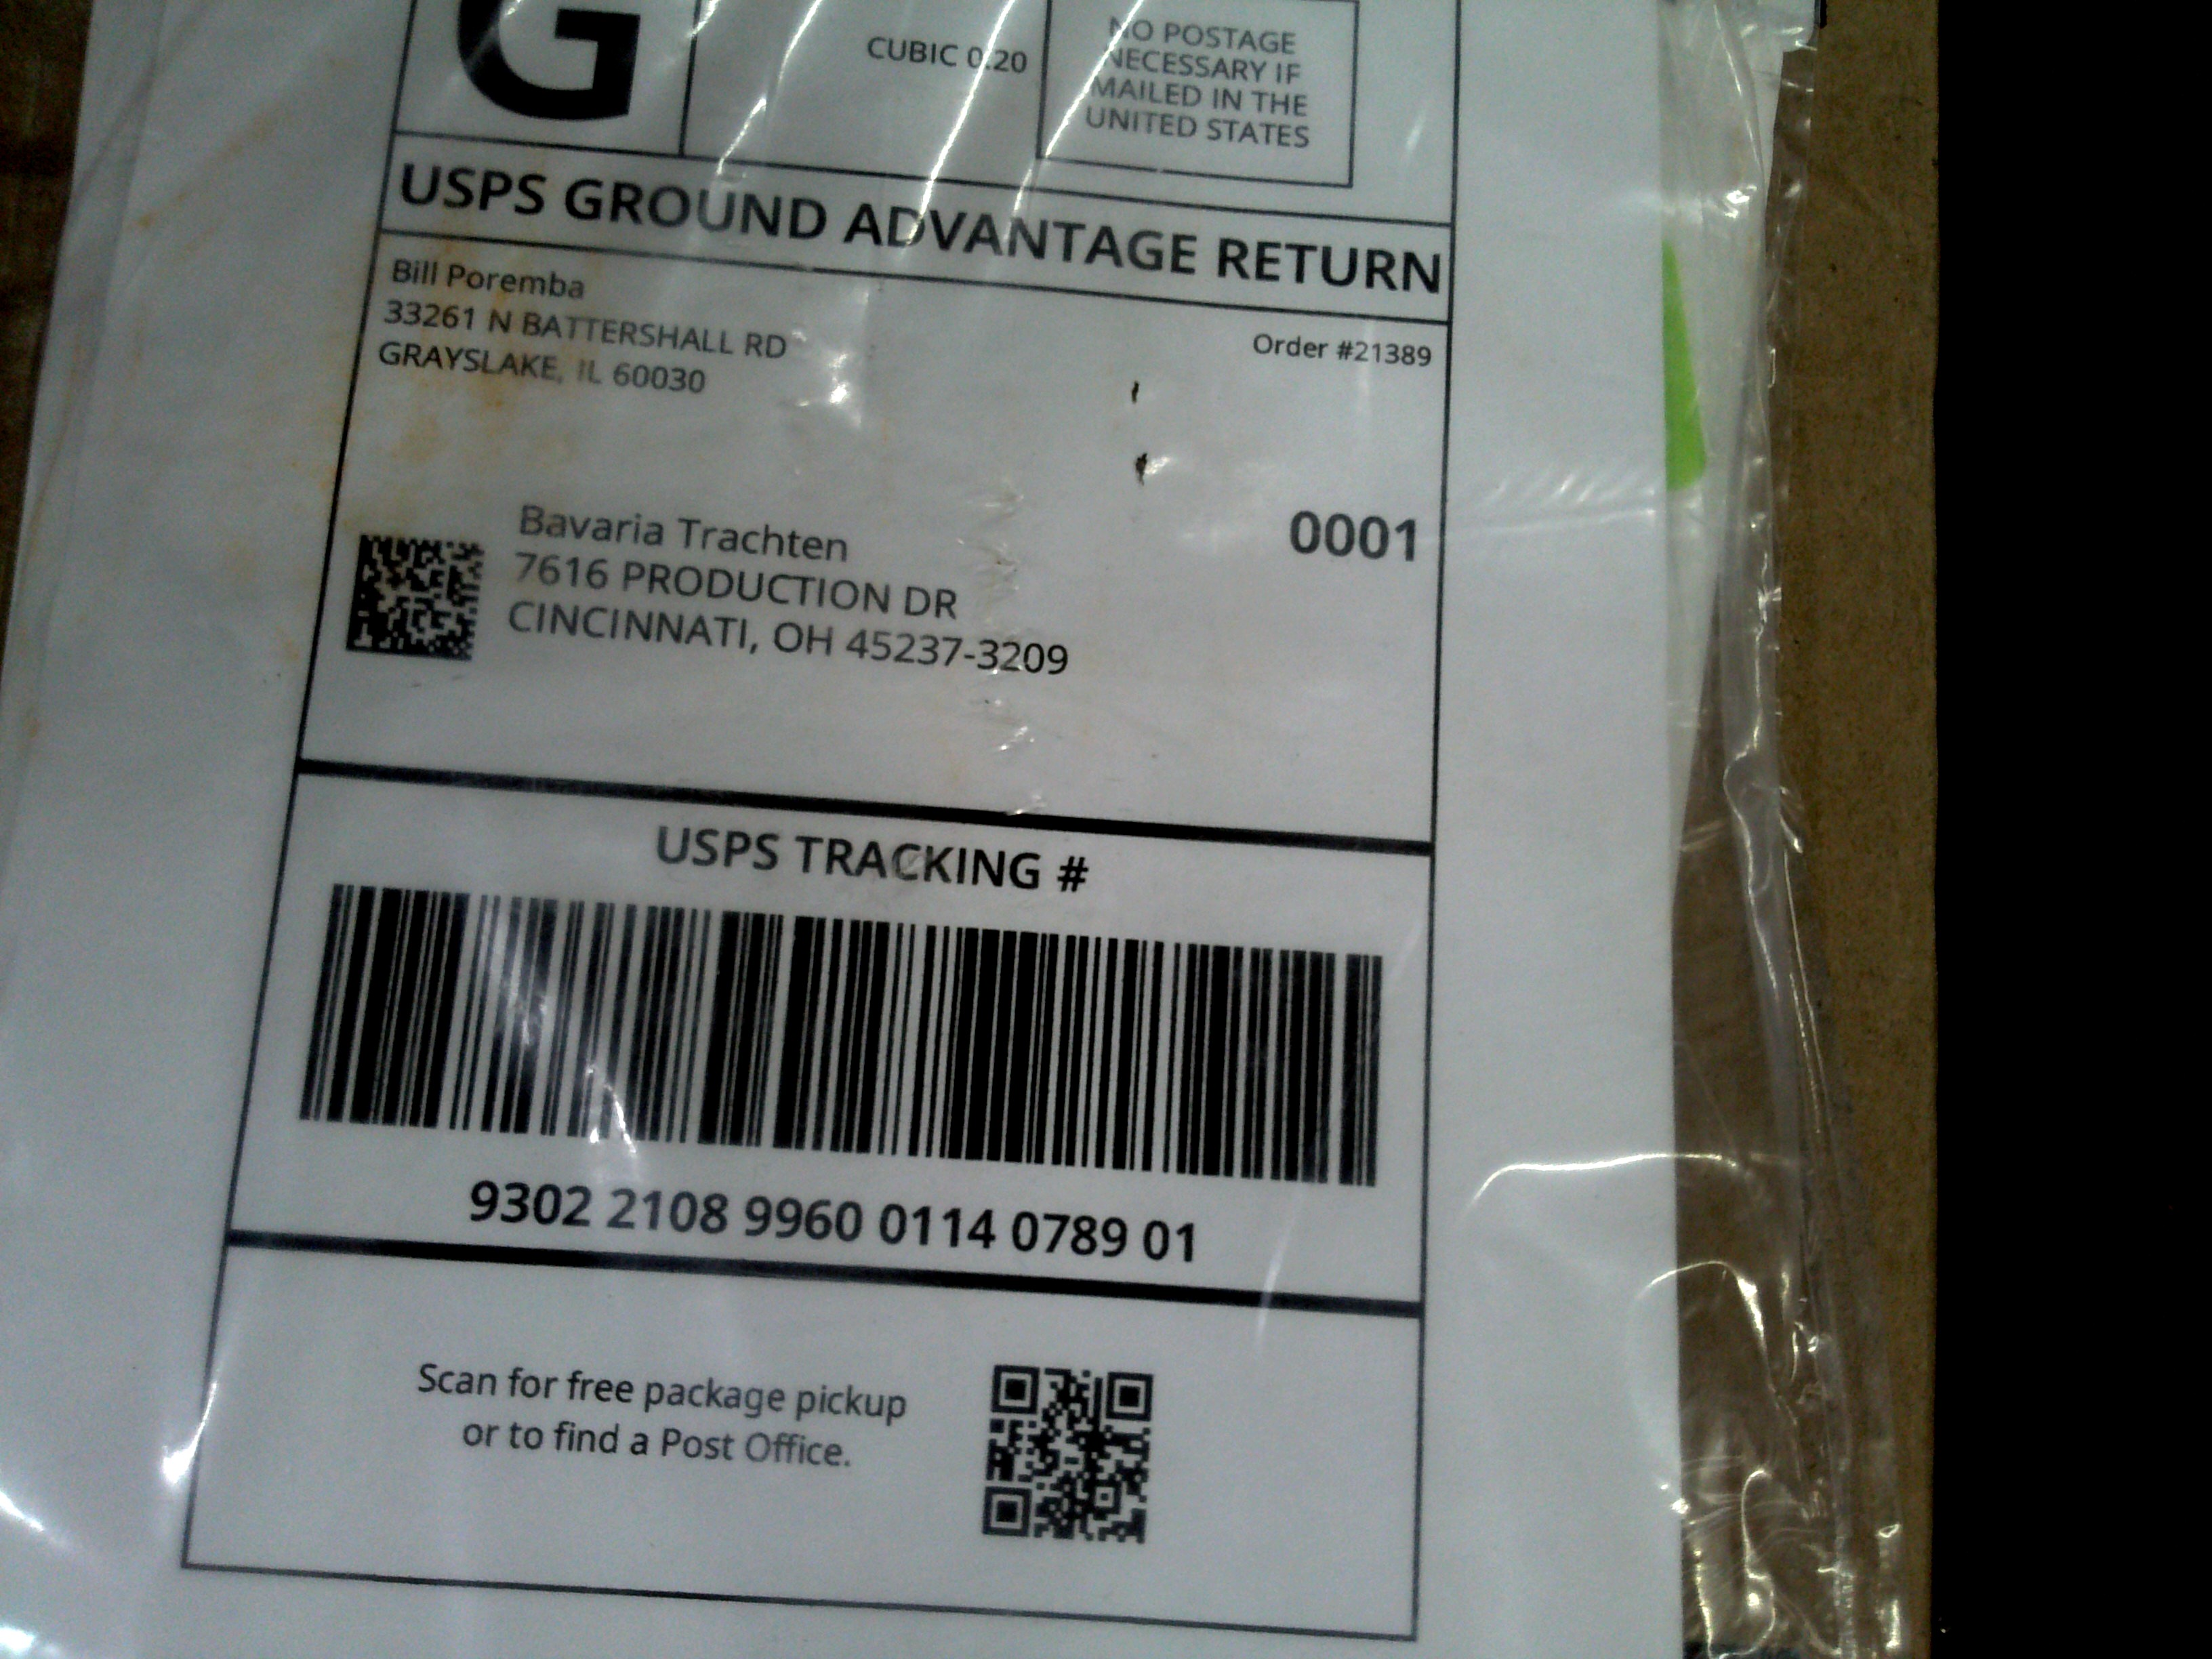 G
CUBIC 0.20
NO POSTAGE
NECESSARY IF
MAILED IN THE
UNITED STATES
USPS GROUND ADVANTAGE RETURN
Bill Poremba
33261 N BATTERSHALL RD
GRAYSLAKE, IL 60030
Order #21389
0001
Bavaria Trachten
7616 PRODUCTION DR
CINCINNATI, OH 45237-3209
USPS TRACKING #
9302 2108 9960 0114 0789 01
Scan for free package pickup
or to find a Post Office.